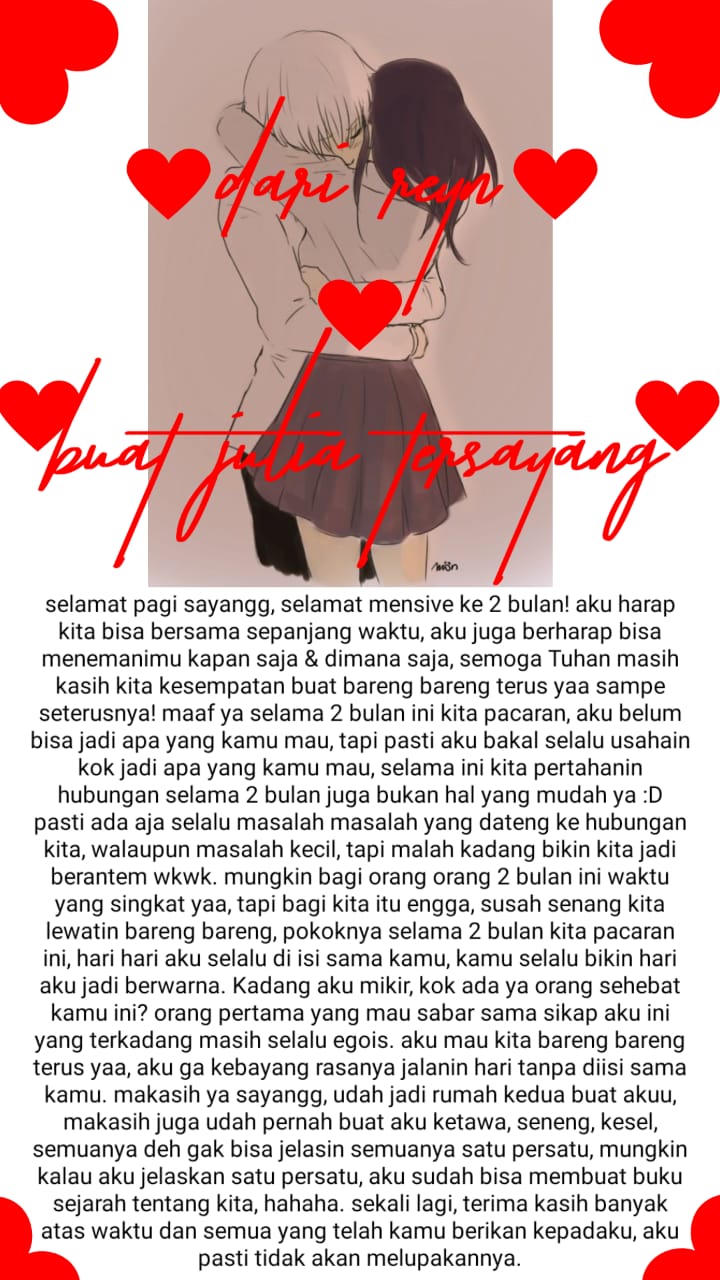 dari reyn
buat julia tersayang
mi3n
selamat pagi sayangg, selamat mensive ke 2 bulan! aku harap
kita bisa bersama sepanjang waktu, aku juga berharap bisa
menemanimu kapan saja & dimana saja, semoga Tuhan masih
kasih kita kesempatan buat bareng bareng terus yaa sampe
seterusnya! maaf ya selama 2 bulan ini kita pacaran, aku belum
bisa jadi apa yang kamu mau, tapi pasti aku bakal selalu usahain
kok jadi apa yang kamu mau, selama ini kita pertahanin
hubungan selama 2 bulan juga bukan hal yang mudah ya :D
pasti ada aja selalu masalah masalah yang dateng ke hubungan
kita, walaupun masalah kecil, tapi malah kadang bikin kita jadi
berantem wkwk. mungkin bagi orang orang 2 bulan ini waktu
yang singkat yaa, tapi bagi kita itu engga, susah senang kita
lewatin bareng bareng, pokoknya selama 2 bulan kita pacaran
ini, hari hari aku selalu di isi sama kamu, kamu selalu bikin hari
aku jadi berwarna. Kadang aku mikir, kok ada ya orang sehebat
kamu ini? orang pertama yang mau sabar sama sikap aku ini
yang terkadang masih selalu egois. aku mau kita bareng bareng
terus yaa, aku ga kebayang rasanya jalanin hari tanpa diisi sama
kamu. makasih ya sayangg, udah jadi rumah kedua buat akuu,
makasih juga udah pernah buat aku ketawa, seneng, kesel,
semuanya deh gak bisa jelasin semuanya satu persatu, mungkin
kalau aku jelaskan satu persatu, aku sudah bisa membuat buku
sejarah tentang kita, hahaha. sekali lagi, terima kasih banyak
atas waktu dan semua yang telah kamu berikan kepadaku, aku
pasti tidak akan melupakannya.